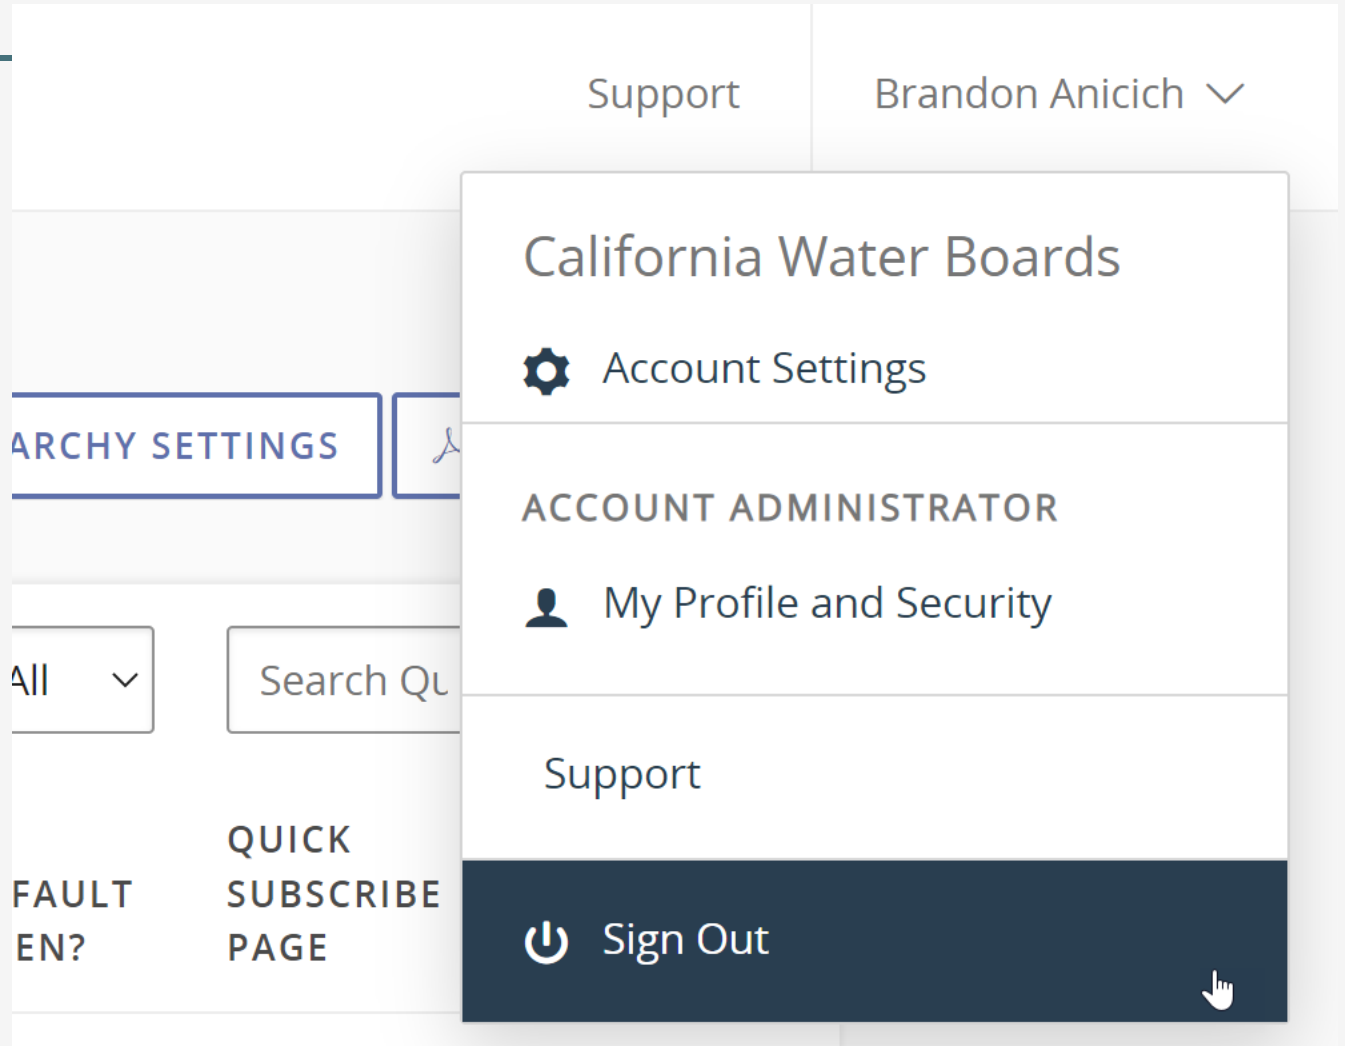 Support
Brandon Anicich
California Water Boards
Account Settings
ARCHY SETTINGS
ACCOUNT ADMINISTRATOR
My Profile and Security
All
Search Qu
Support
QUICK
SUBSCRIBE
PAGE
FAULT
EN?
Sign Out